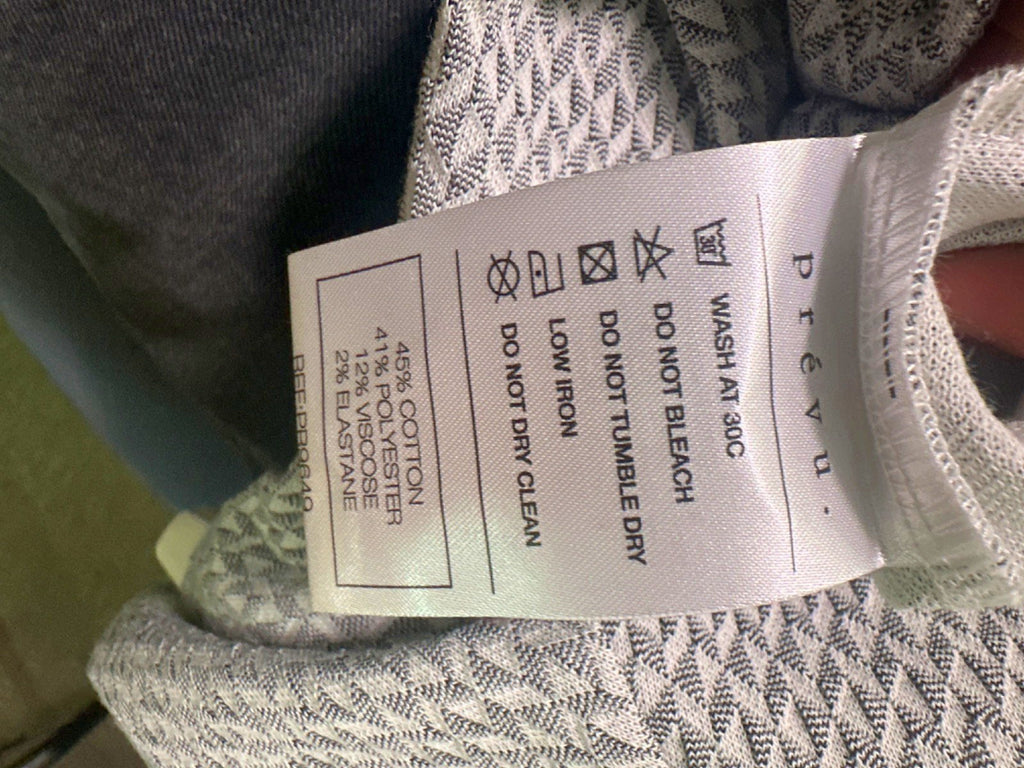 prévu.
30°
WASH AT 30C
DO NOT BLEACH
DO NOT TUMBLE DRY
LOW IRON
DO NOT DRY CLEAN
45% COTTON
41% POLYESTER
12% VISCOSE
2% ELASTANE